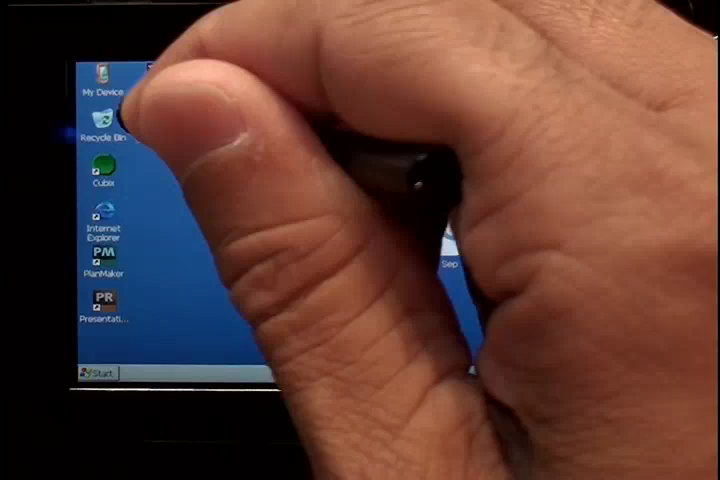 My Device
Recycle Bin
Cubix
Internet
Explorer
PM
PlanMaker
PR
Presentati...
Sep
Start